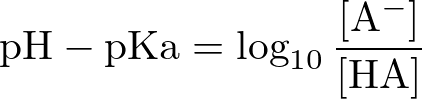 pH − pKa = log₁₀ [A⁻]/[HA]